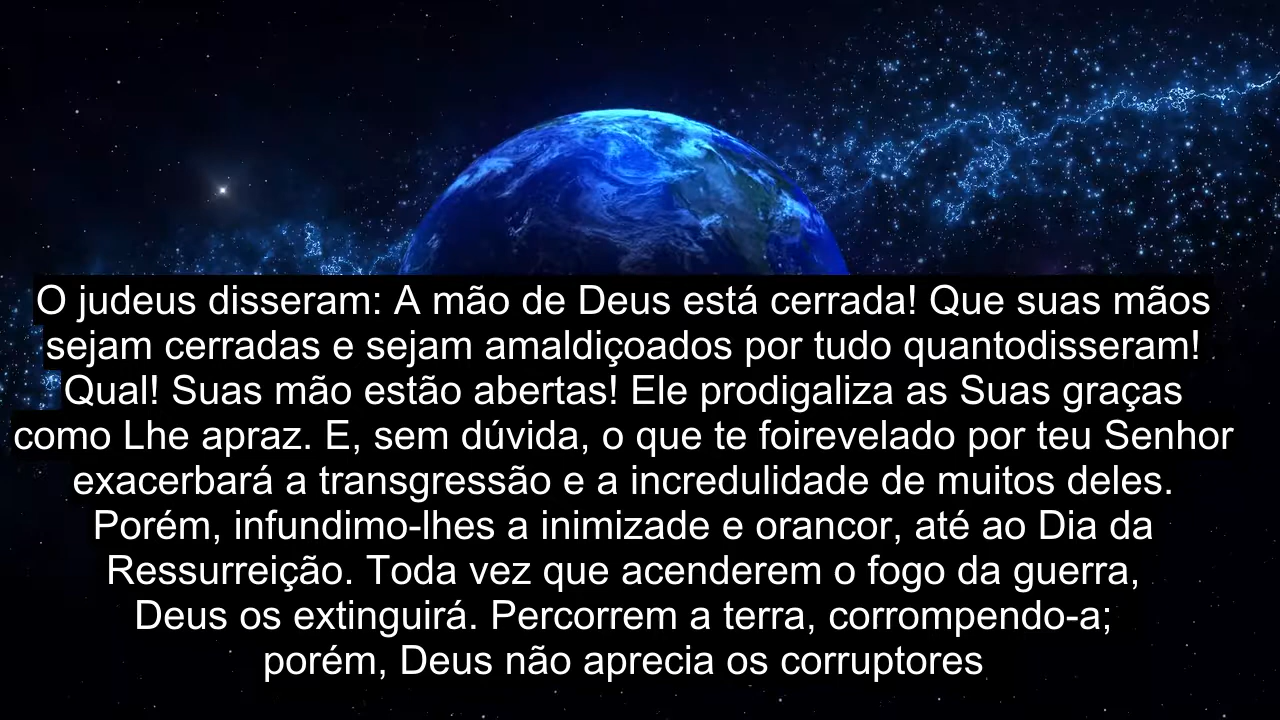 O judeus disseram: A mão de Deus está cerrada! Que suas mãos
sejam cerradas e sejam amaldiçoados por tudo quantodisseram!
Qual! Suas mão estão abertas! Ele prodigaliza as Suas graças
como Lhe apraz. E, sem dúvida, o que te foirevelado por teu Senhor
exacerbará a transgressão e a incredulidade de muitos deles.
Porém, infundimo-lhes a inimizade e orancor, até ao Dia da
Ressurreição. Toda vez que acenderem o fogo da guerra,
Deus os extinguirá. Percorrem a terra, corrompendo-a;
porém, Deus não aprecia os corruptores